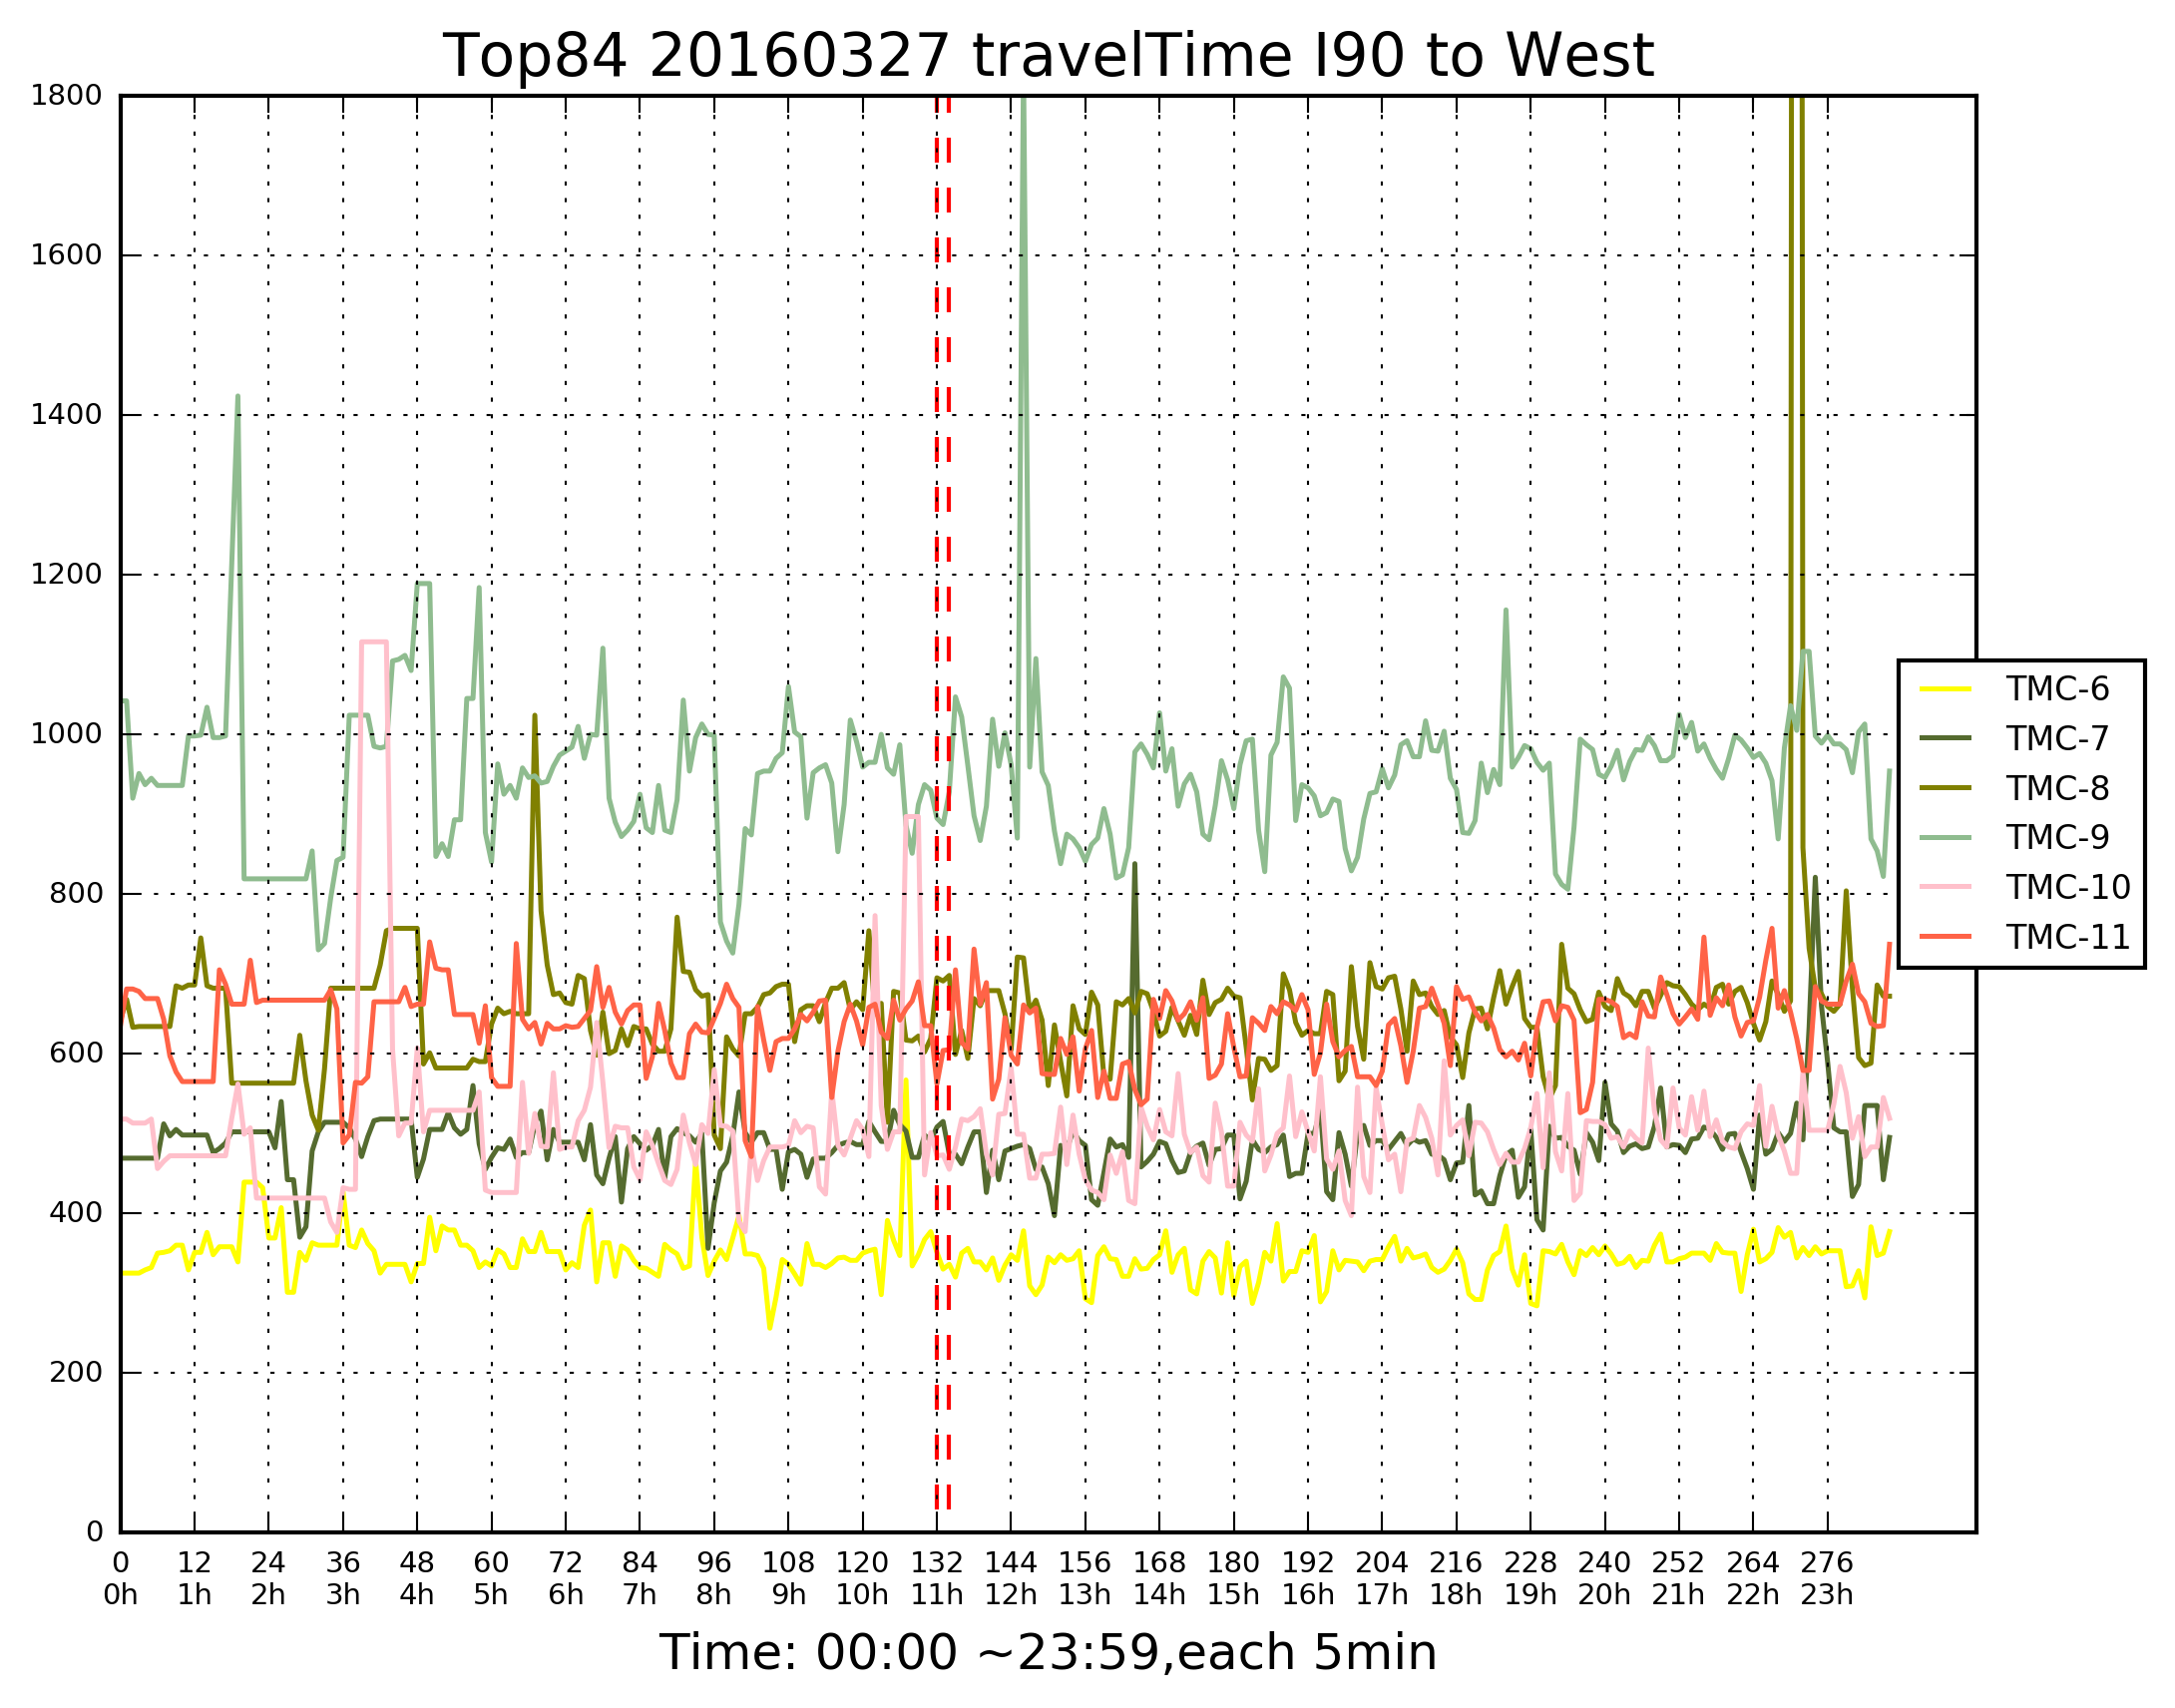 Top84 20160327 travelTime I90 to West
1800
1600
1400
1200
1000
800
600
400
200
0
TMC-6
TMC-7
TMC-8
TMC-9
TMC-10
TMC-11
0 12 24 36 48 60 72 84 96 108 120 132 144 156 168 180 192 204 216 228 240 252 264 276
0h 1h 2h 3h 4h 5h 6h 7h 8h 9h 10h 11h 12h 13h 14h 15h 16h 17h 18h 19h 20h 21h 22h 23h
Time: 00:00 ~23:59,each 5min